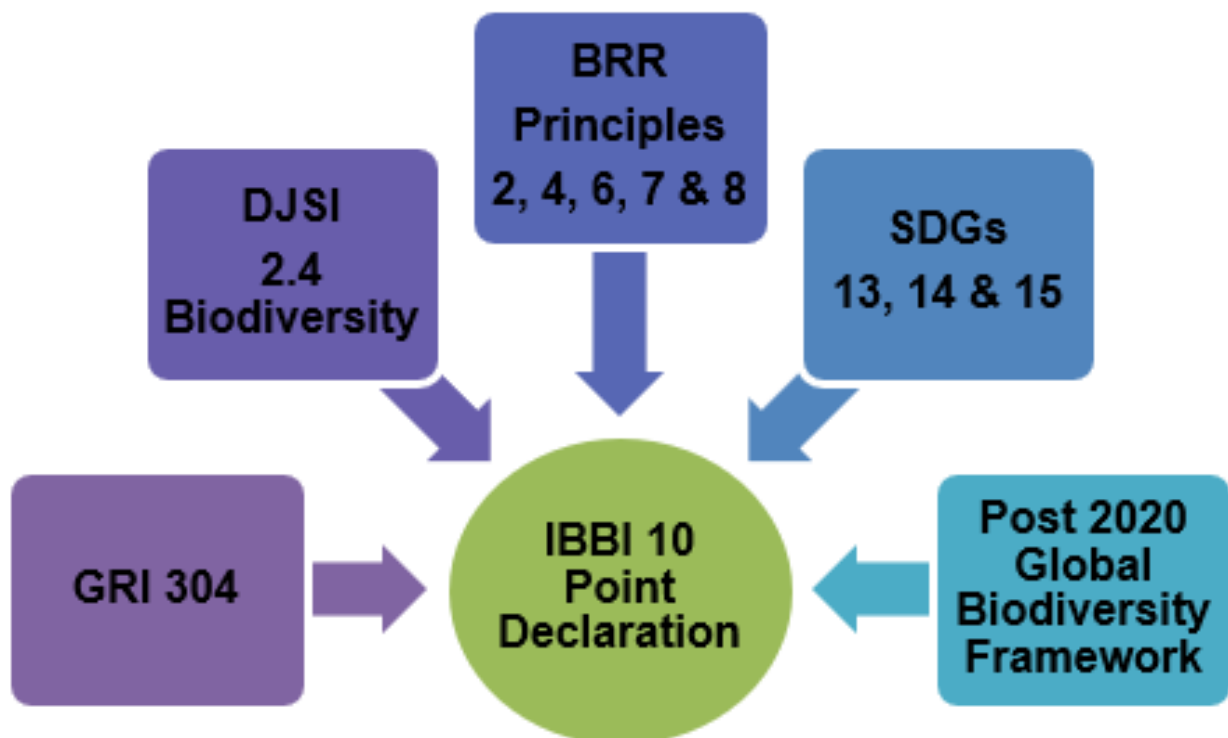 BRR
Principles
2, 4, 6, 7 & 8
DJSI
2.4
Biodiversity
SDGs
13, 14 & 15
GRI 304
IBBI 10
Point
Declaration
Post 2020
Global
Biodiversity
Framework